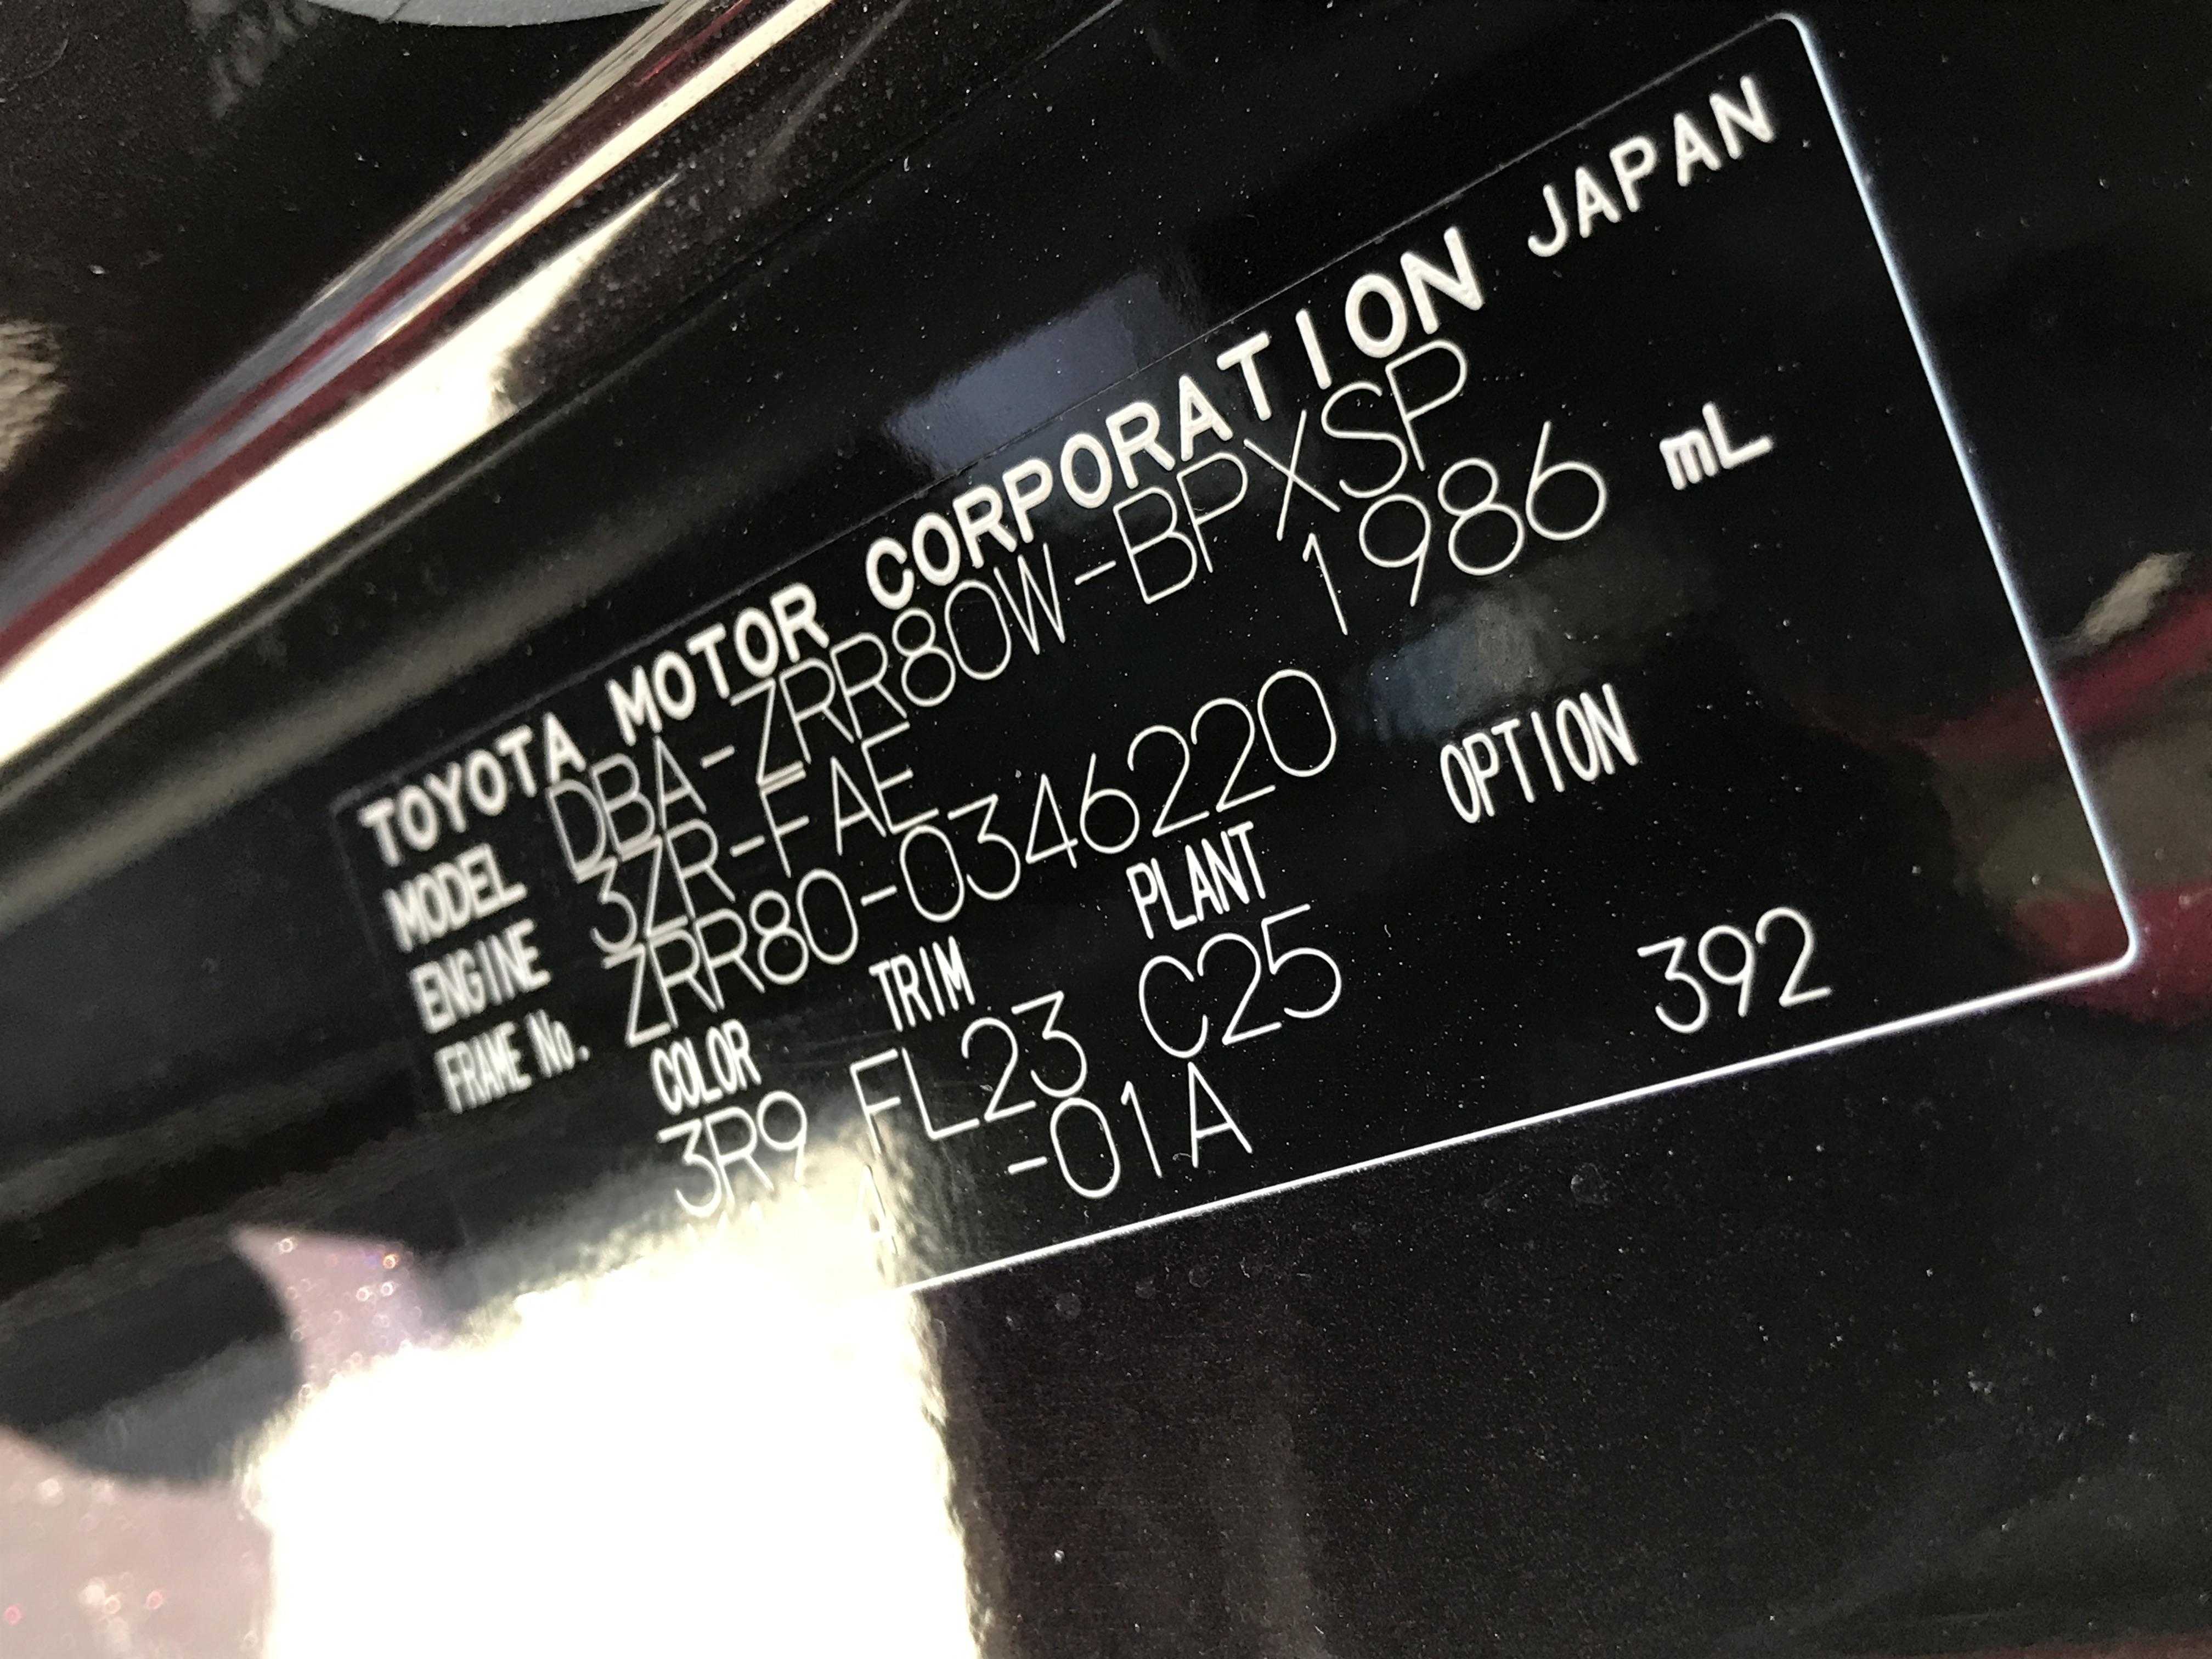 TOYOTA MOTOR CORPORATION JAPAN
MODEL DBA-ZRR80W-BPXSP
ENGINE 3ZR-FAE 1986 mL
FRAME No. ZRR80-0346220
COLOR TRIM PLANT OPTION
3R9 FL23 C25 392
-01A